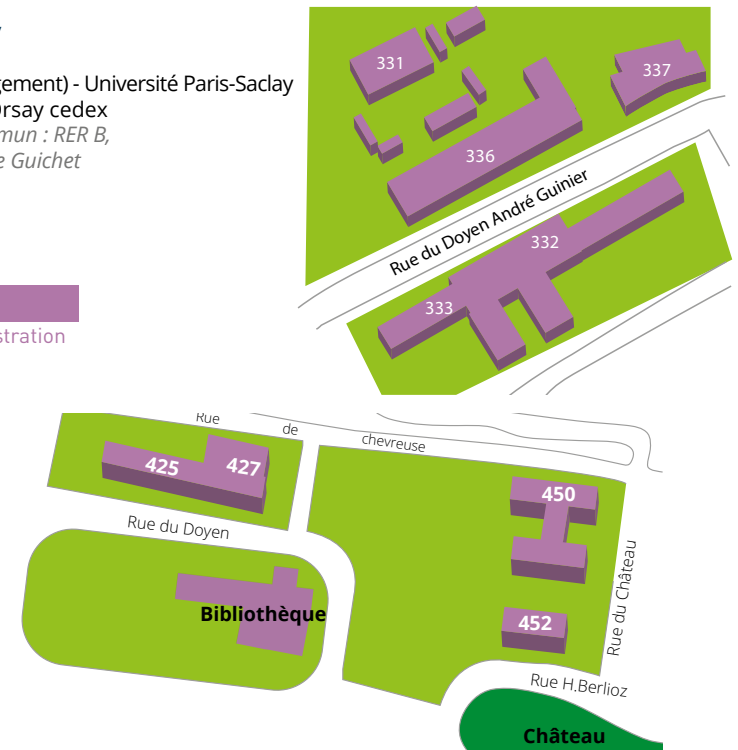 gement) - Université Paris-Saclay
Orsay cedex
mun : RER B,
e Guichet
stration
331
337
336
Rue du Doyen André Guinier
332
333
Rue de chevreuse
425
427
450
Rue du Doyen
Bibliothèque
452
Rue du Château
Rue H.Berlioz
Château